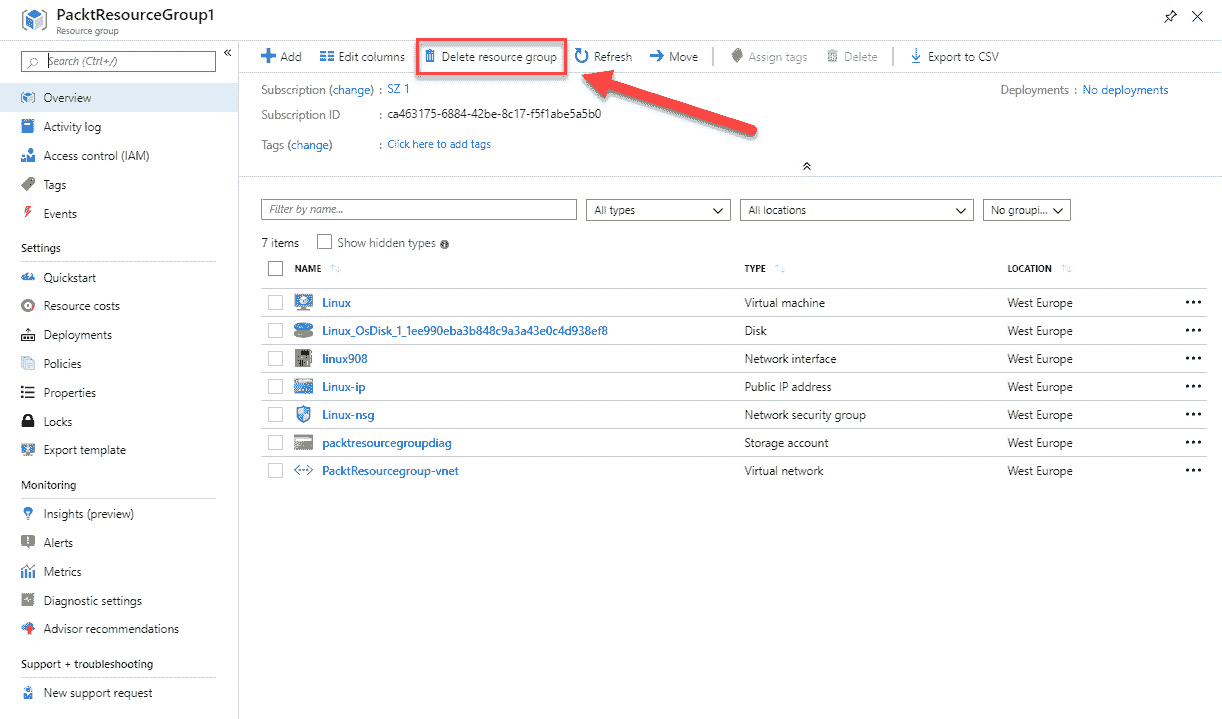 PacktResourceGroup1
Resource group
Search (Ctrl+/)
«
Overview
Activity log
Access control (IAM)
Tags
Events
Settings
Quickstart
Resource costs
Deployments
Policies
Properties
Locks
Export template
Monitoring
Insights (preview)
Alerts
Metrics
Diagnostic settings
Advisor recommendations
Support + troubleshooting
New support request
Add Edit columns Delete resource group Refresh Move Assign tags Delete Export to CSV
Subscription (change) : SZ 1 Deployments : No deployments
Subscription ID : ca463175-6884-42be-8c17-f5f1abe5a5b0
Tags (change) : Click here to add tags
Filter by name... All types All locations No groupi...
7 items Show hidden types
NAME TYPE LOCATION
Linux Virtual machine West Europe
Linux_OsDisk_1_1ee990eba3b848c9a3a43e0c4d938ef8 Disk West Europe
linux908 Network interface West Europe
Linux-ip Public IP address West Europe
Linux-nsg Network security group West Europe
packtresourcegroupdiag Storage account West Europe
PacktResourcegroup-vnet Virtual network West Europe